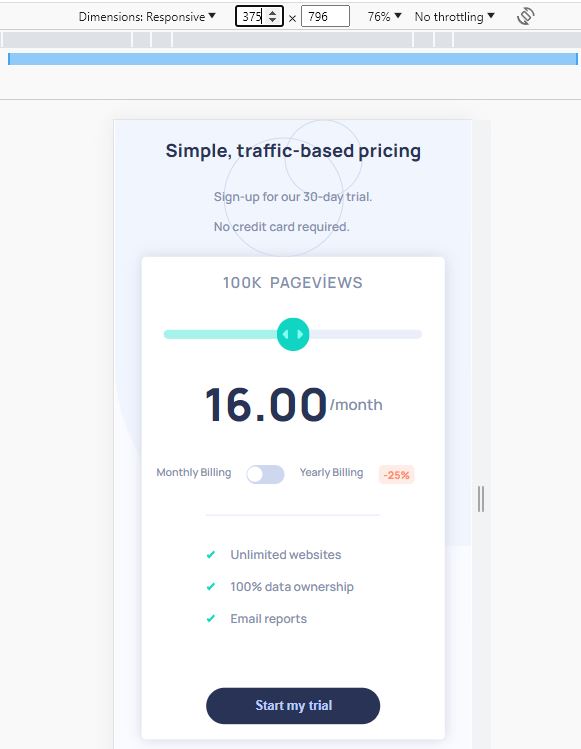 Dimensions: Responsive ▼ 375 × 796 76% ▼ No throttling ▼
Simple, traffic-based pricing
Sign-up for our 30-day trial.
No credit card required.
100K PAGEVİEWS
16.00/month
Monthly Billing Yearly Billing -25%
✔ Unlimited websites
✔ 100% data ownership
✔ Email reports
Start my trial